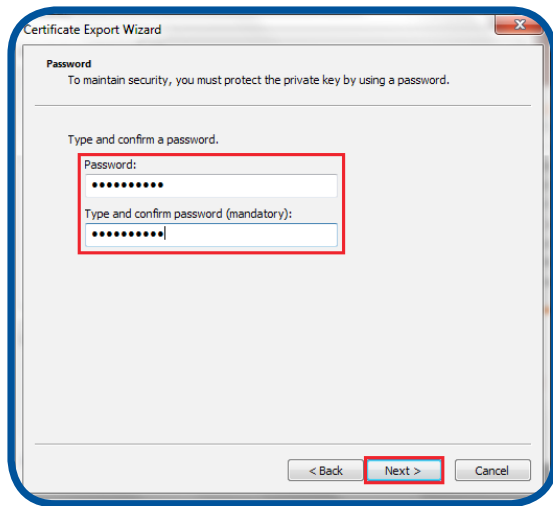 Certificate Export Wizard
X
Password
To maintain security, you must protect the private key by using a password.
Type and confirm a password.
Password:
••••••••••
Type and confirm password (mandatory):
••••••••••
< Back Next > Cancel